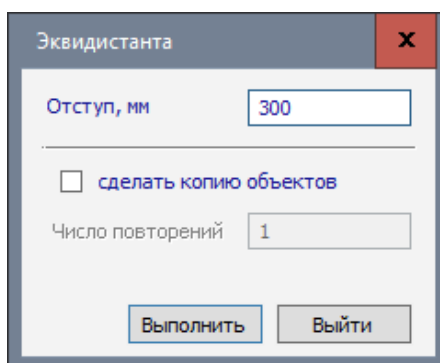 Эквидистанта
Отступ, мм 300
сделать копию объектов
Число повторений 1
Выполнить Выйти